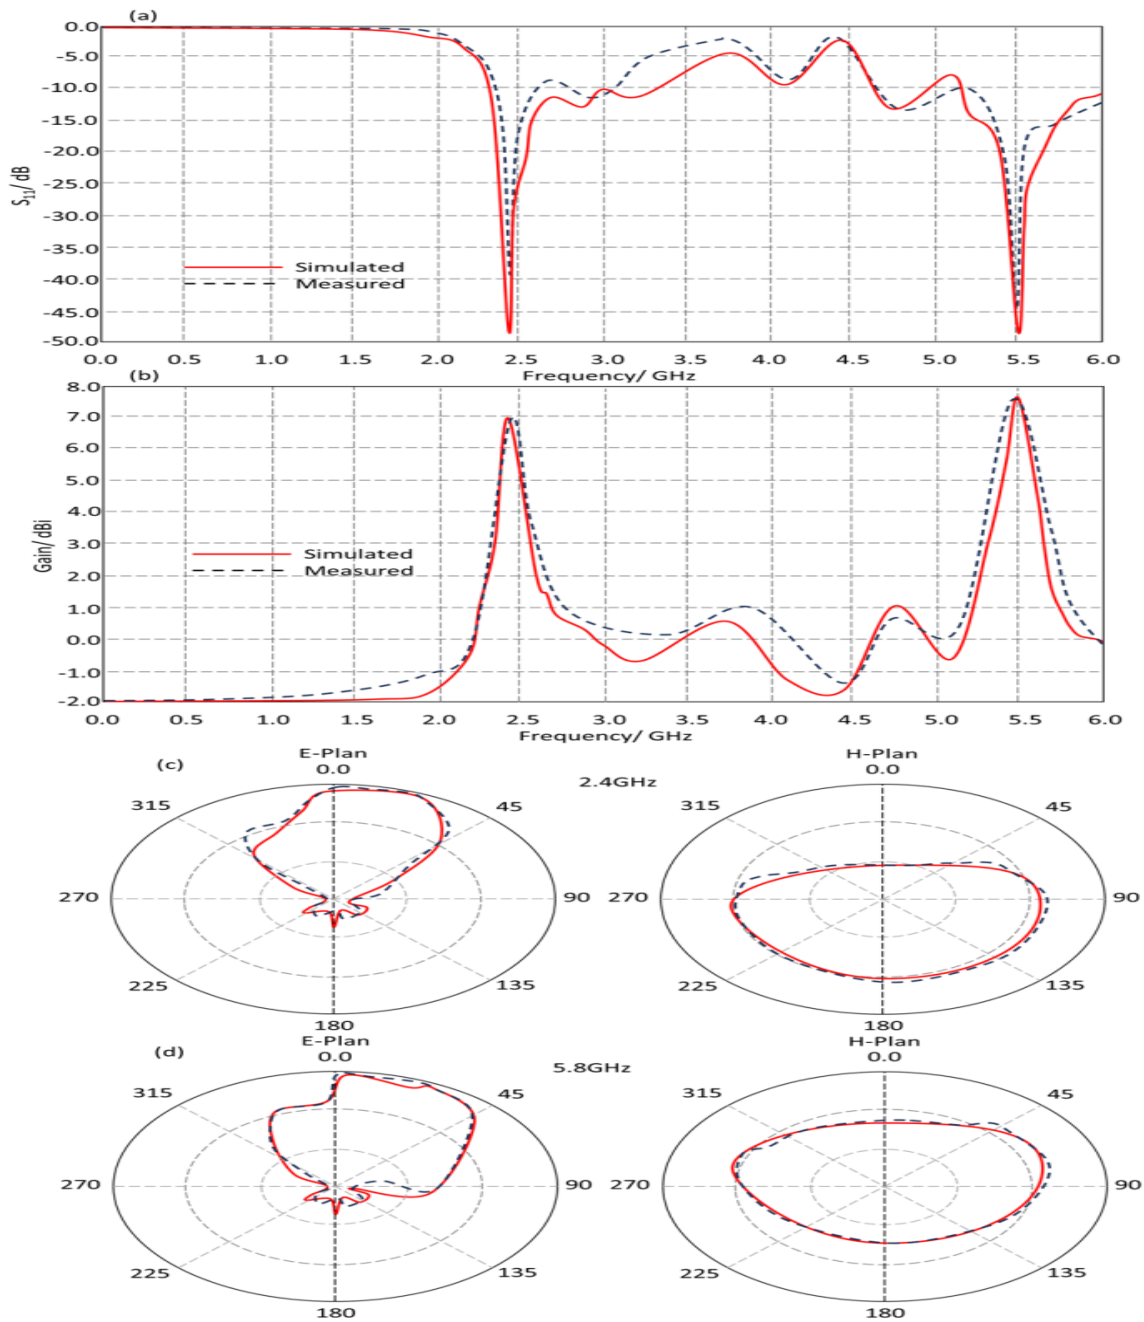 (a)
0.0
-5.0
-10.0
-15.0
-20.0
-25.0
-30.0
-35.0
-40.0
-45.0
-50.0
S11/ dB
Simulated
Measured
0.0 0.5 1.0 1.5 2.0 2.5 3.0 3.5 4.0 4.5 5.0 5.5 6.0
Frequency/ GHz
(b)
8.0
7.0
6.0
5.0
4.0
3.0
2.0
1.0
0.0
-1.0
-2.0
Gain/dBi
Simulated
Measured
0.0 0.5 1.0 1.5 2.0 2.5 3.0 3.5 4.0 4.5 5.0 5.5 6.0
Frequency/ GHz
(c)
2.4GHz
E-Plan
0.0
315
45
270
90
225
135
180
H-Plan
0.0
315
45
270
90
225
135
180
(d)
5.8GHz
E-Plan
0.0
315
45
270
90
225
135
180
H-Plan
0.0
315
45
270
90
225
135
180